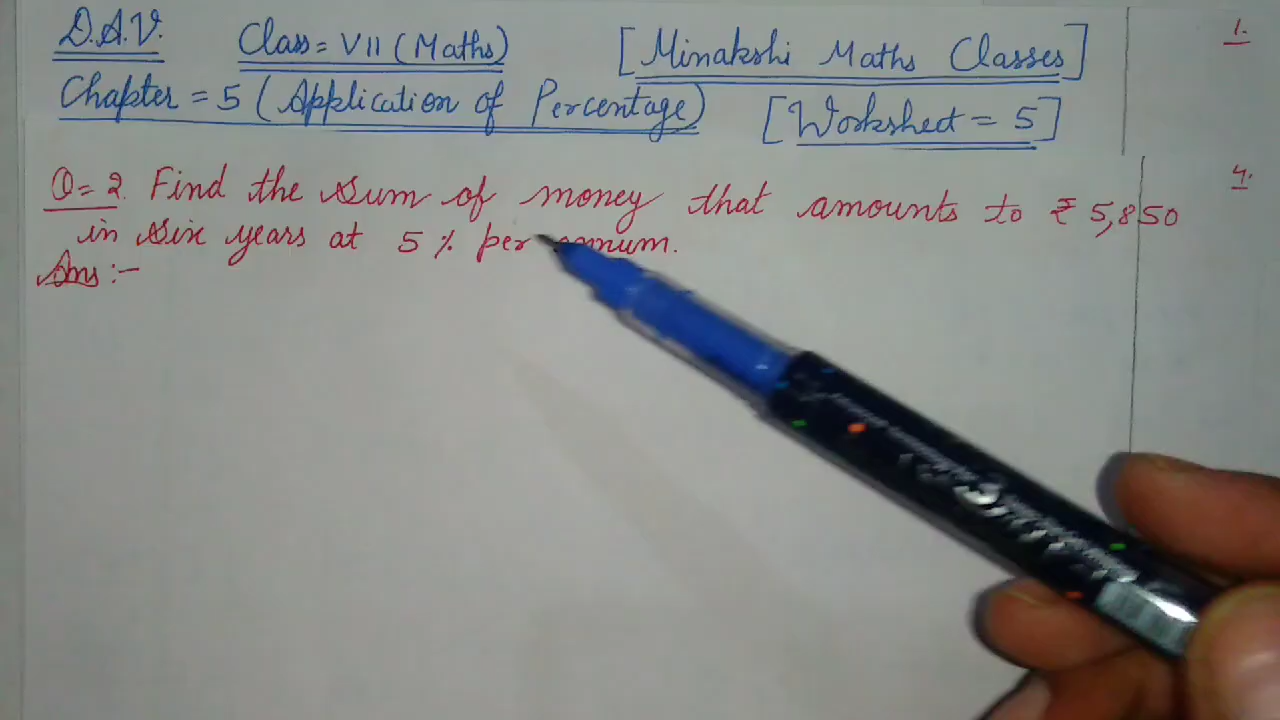 D.A.V. Class = VII (Maths) [Minakshi Maths Classes]
Chapter = 5 (Application of Percentage) [Worksheet = 5]
Q = 2. Find the sum of money that amounts to ₹ 5,850
in six years at 5 % per annum.
Ans :-
1.
4.